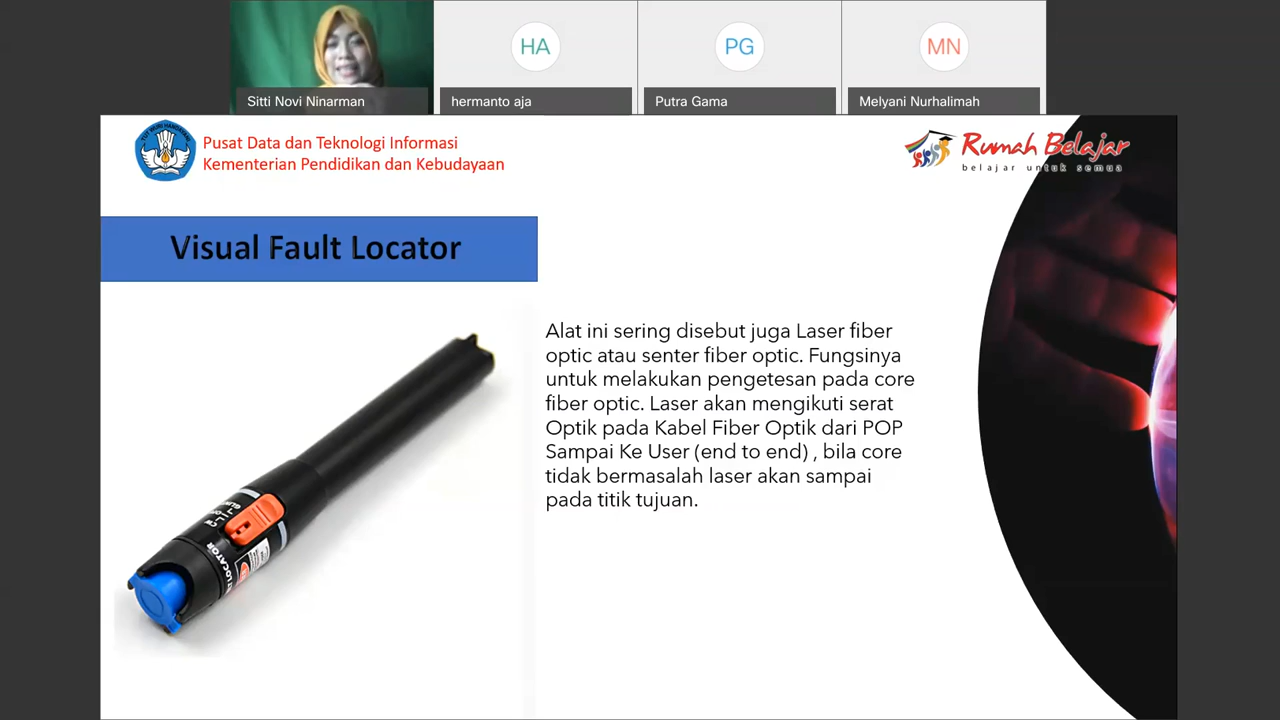 HA
PG
MN
Sitti Novi Ninarman
hermanto aja
Putra Gama
Melyani Nurhalimah
Pusat Data dan Teknologi Informasi
Kementerian Pendidikan dan Kebudayaan
Rumah Belajar
belajar untuk semua
Visual Fault Locator
Alat ini sering disebut juga Laser fiber
optic atau senter fiber optic. Fungsinya
untuk melakukan pengetesan pada core
fiber optic. Laser akan mengikuti serat
Optik pada Kabel Fiber Optik dari POP
Sampai Ke User (end to end) , bila core
tidak bermasalah laser akan sampai
pada titik tujuan.
CW
LOCATOR